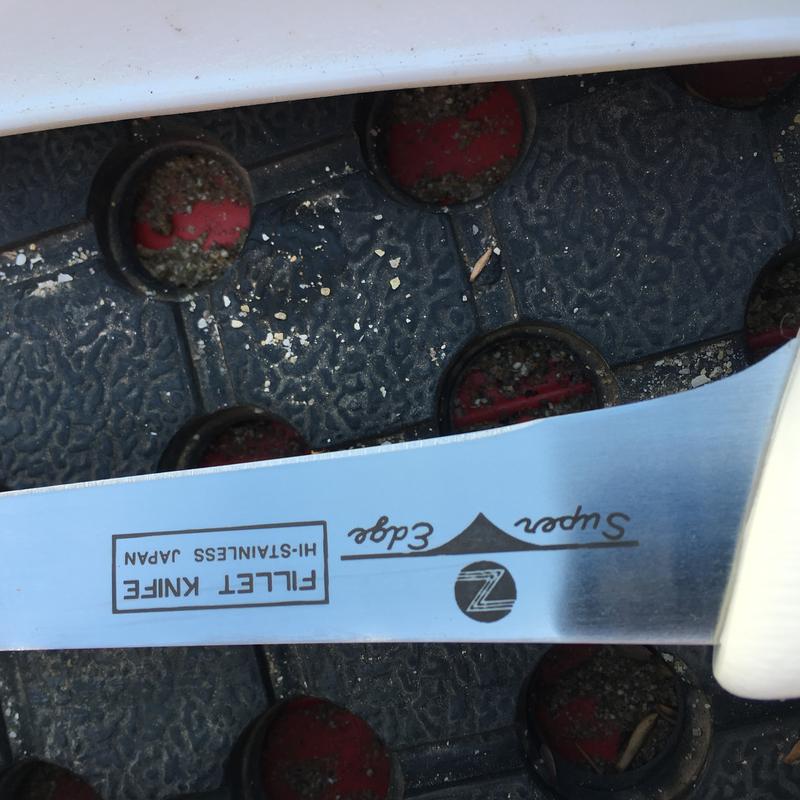 Z
Super Edge
FILLET KNIFE
HI-STAINLESS JAPAN